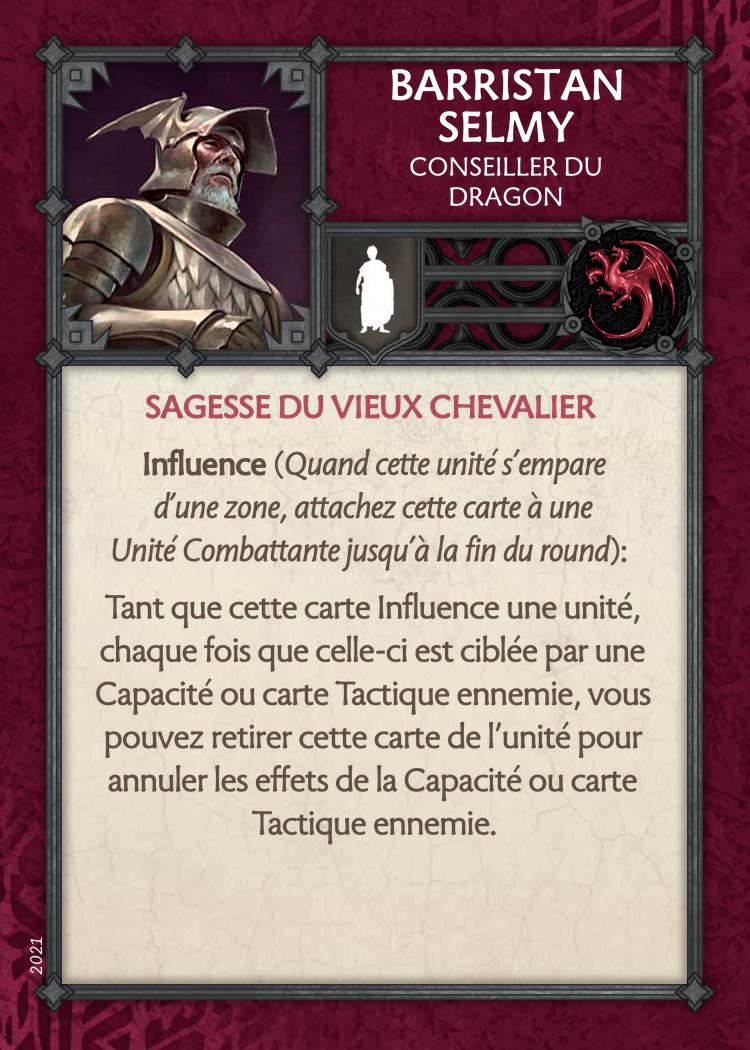 BARRISTAN
SELMY
CONSEILLER DU
DRAGON
SAGESSE DU VIEUX CHEVALIER
Influence (Quand cette unité s'empare
d'une zone, attachez cette carte à une
Unité Combattante jusqu'à la fin du round):
Tant que cette carte Influence une unité,
chaque fois que celle-ci est ciblée par une
Capacité ou carte Tactique ennemie, vous
pouvez retirer cette carte de l'unité pour
annuler les effets de la Capacité ou carte
Tactique ennemie.
2021